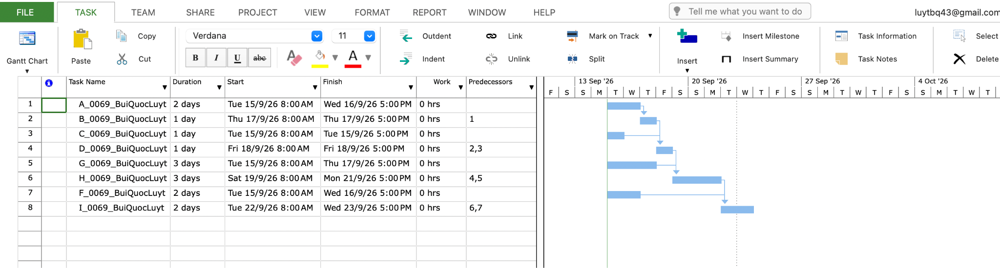 FILE TASK TEAM SHARE PROJECT VIEW FORMAT REPORT WINDOW HELP Tell me what you want to do luytbq43@gmail.com
Gantt Chart
Paste
Copy
Cut
Verdana 11
B I U abc A A
Outdent
Indent
Link
Unlink
Mark on Track
Split
Insert
Insert Milestone
Insert Summary
Task Information
Task Notes
Select
Delete
Task Name Duration Start Finish Work Predecessors
13 Sep '26 20 Sep '26 27 Sep '26 4 Oct '26
F S S M T W T F S S M T W T F S S M T W T F S S M T W T
1 A_0069_BuiQuocLuyt 2 days Tue 15/9/26 8:00 AM Wed 16/9/26 5:00 PM 0 hrs
2 B_0069_BuiQuocLuyt 1 day Thu 17/9/26 8:00 AM Thu 17/9/26 5:00 PM 0 hrs 1
3 C_0069_BuiQuocLuyt 1 day Tue 15/9/26 8:00 AM Tue 15/9/26 5:00 PM 0 hrs
4 D_0069_BuiQuocLuyt 1 day Fri 18/9/26 8:00 AM Fri 18/9/26 5:00 PM 0 hrs 2,3
5 G_0069_BuiQuocLuyt 3 days Tue 15/9/26 8:00 AM Thu 17/9/26 5:00 PM 0 hrs
6 H_0069_BuiQuocLuyt 3 days Sat 19/9/26 8:00 AM Mon 21/9/26 5:00 PM 0 hrs 4,5
7 F_0069_BuiQuocLuyt 2 days Tue 15/9/26 8:00 AM Wed 16/9/26 5:00 PM 0 hrs
8 I_0069_BuiQuocLuyt 2 days Tue 22/9/26 8:00 AM Wed 23/9/26 5:00 PM 0 hrs 6,7